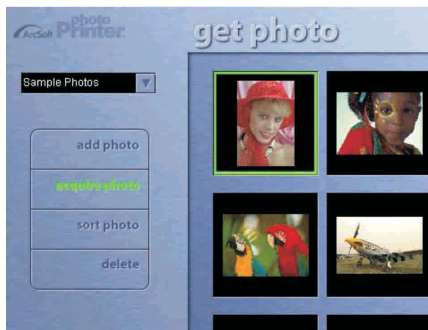 ArcSoft photo Printer
get photo
Sample Photos
add photo
acquire photo
sort photo
delete